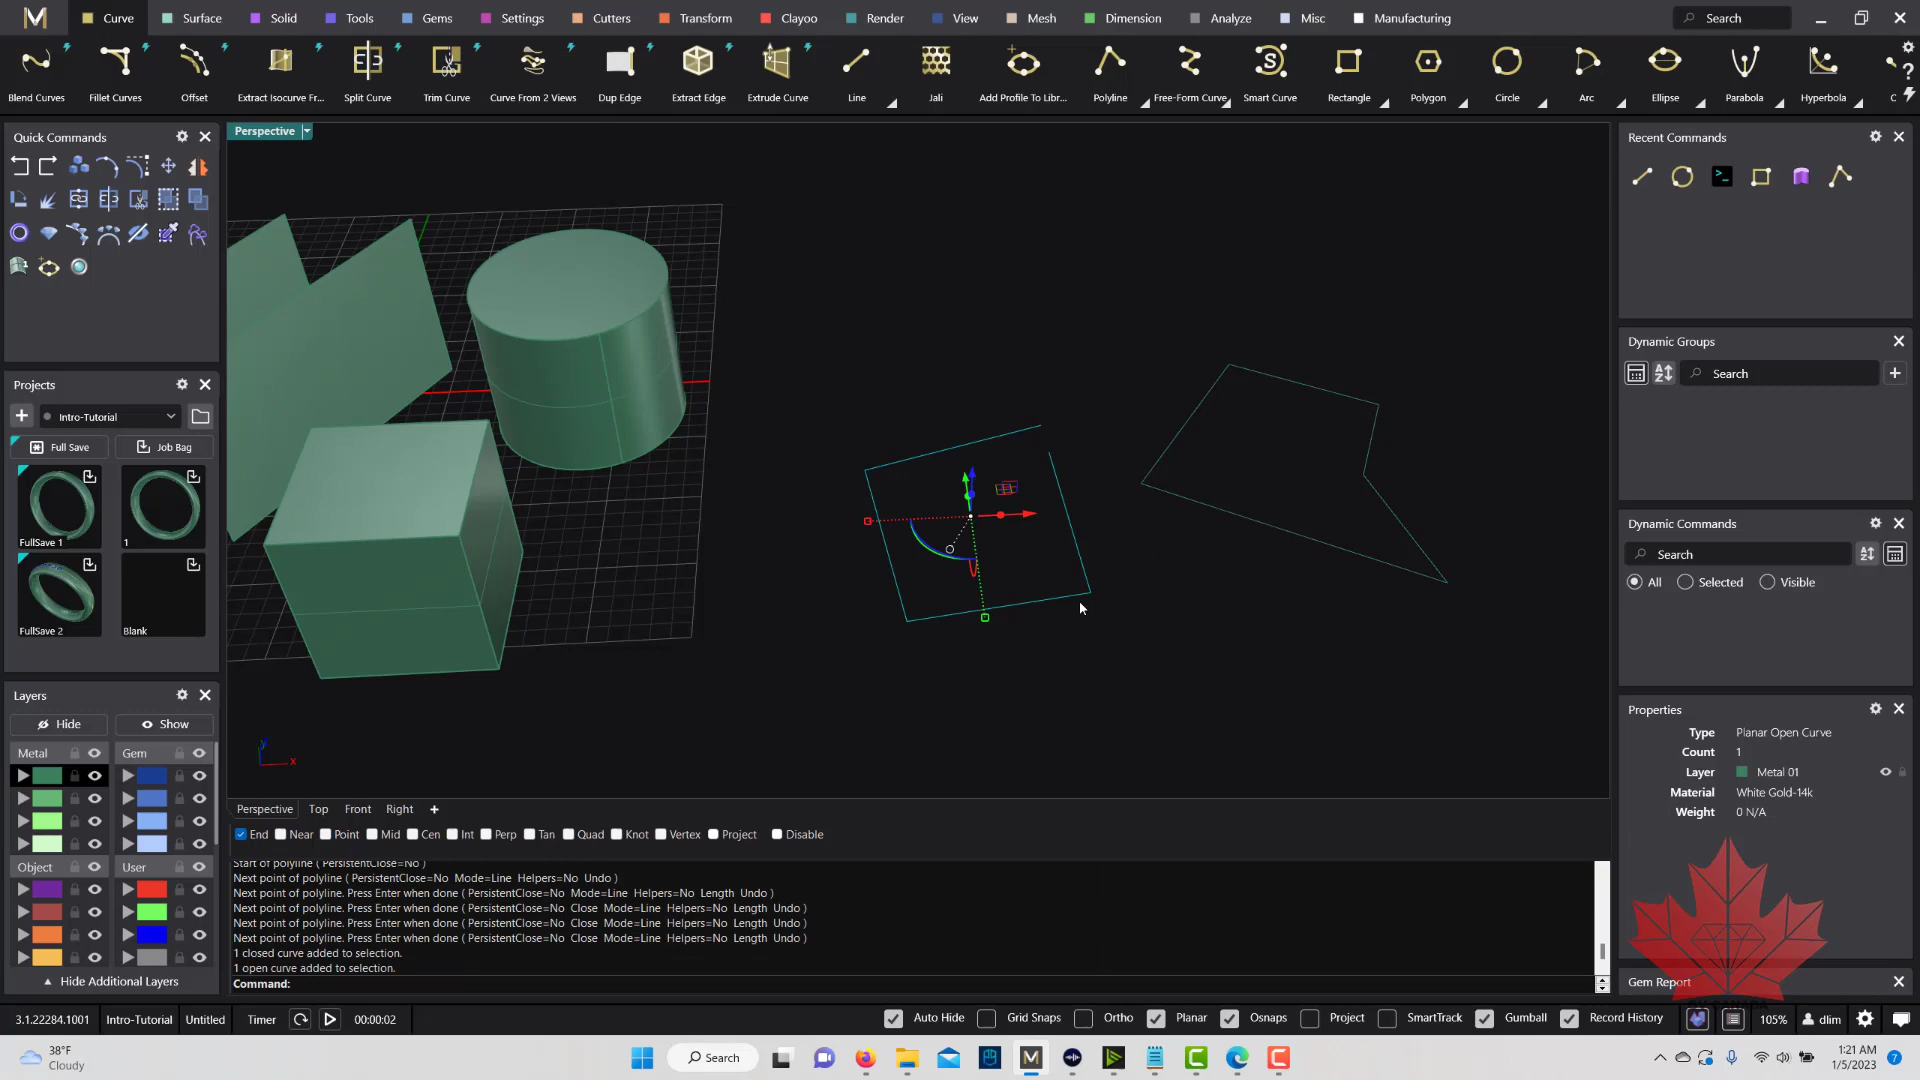 Curve Surface Solid Tools Gems Settings Cutters Transform Clayoo Render View Mesh Dimension Analyze Misc Manufacturing Search
Blend Curves Fillet Curves Offset Extract Isocurve Fr... Split Curve Trim Curve Curve From 2 Views Dup Edge Extract Edge Extrude Curve Line Jali Add Profile To Libr... Polyline Free-Form Curve Smart Curve Rectangle Polygon Circle Arc Ellipse Parabola Hyperbola
Quick Commands
Projects
Intro-Tutorial
Full Save Job Bag
FullSave 1 1
FullSave 2 Blank
Layers
Hide Show
Metal Gem
Object User
Hide Additional Layers
Perspective
y
x
Perspective Top Front Right
End Near Point Mid Cen Int Perp Tan Quad Knot Vertex Project Disable
Start of polyline ( PersistentClose=No )
Next point of polyline ( PersistentClose=No Mode=Line Helpers=No Undo )
Next point of polyline. Press Enter when done ( PersistentClose=No Mode=Line Helpers=No Length Undo )
Next point of polyline. Press Enter when done ( PersistentClose=No Close Mode=Line Helpers=No Length Undo )
Next point of polyline. Press Enter when done ( PersistentClose=No Close Mode=Line Helpers=No Length Undo )
Next point of polyline. Press Enter when done ( PersistentClose=No Close Mode=Line Helpers=No Length Undo )
1 closed curve added to selection.
1 open curve added to selection.
Command:
Recent Commands
Dynamic Groups
Search
Dynamic Commands
Search
All Selected Visible
Properties
Type Planar Open Curve
Count 1
Layer Metal 01
Material White Gold-14k
Weight 0 N/A
Gem Report
3.1.22284.1001 Intro-Tutorial Untitled Timer 00:00:02 Auto Hide Grid Snaps Ortho Planar Osnaps Project SmartTrack Gumball Record History 105% dlim
38°F
Cloudy
Search
1:21 AM
1/5/2023
7